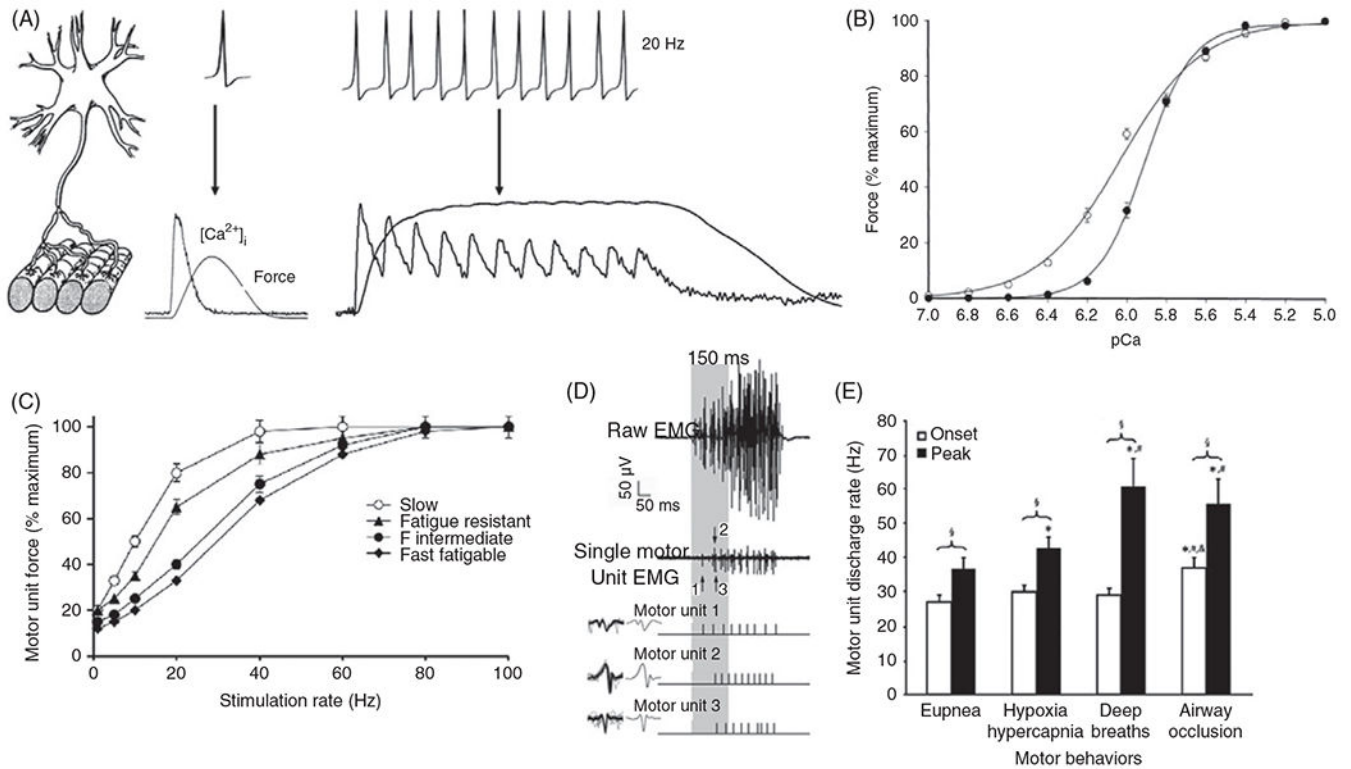 (A)
20 Hz
[Ca²⁺]ᵢ
Force
(B)
Force (% maximum)
100
80
60
40
20
0
7.0 6.8 6.6 6.4 6.2 6.0 5.8 5.6 5.4 5.2 5.0
pCa
(C)
Motor unit force (% maximum)
100
80
60
40
20
0
0 20 40 60 80 100
Stimulation rate (Hz)
Slow
Fatigue resistant
F intermediate
Fast fatigable
(D)
150 ms
Raw EMG
50 µV
50 ms
2
Single motor
Unit EMG
1 3
Motor unit 1
Motor unit 2
Motor unit 3
(E)
Motor unit discharge rate (Hz)
80
70
60
50
40
30
20
10
0
Onset
Peak
§
§
*
§
*,#
§
*,#
*,#,&
Eupnea
Hypoxia
hypercapnia
Deep
breaths
Airway
occlusion
Motor behaviors